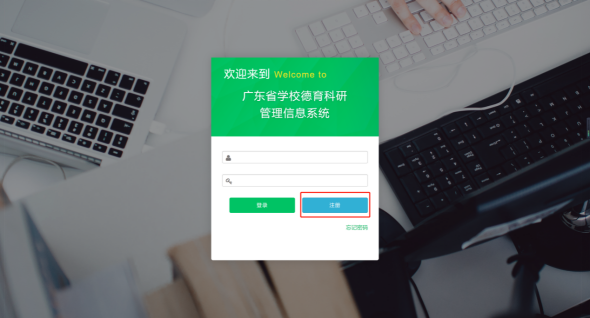 欢迎来到 Welcome to
广东省学校德育科研
管理信息系统
登录
注册
忘记密码